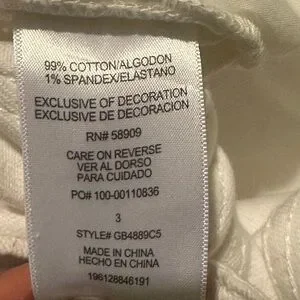 99% COTTON/ALGODON
1% SPANDEX/ELASTANO
EXCLUSIVE OF DECORATION
EXCLUSIVE DE DECORACION
RN# 58909
CARE ON REVERSE
VER AL DORSO
PARA CUIDADO
PO# 100-00110836
3
STYLE# GB4889C5
MADE IN CHINA
HECHO EN CHINA
196128846191